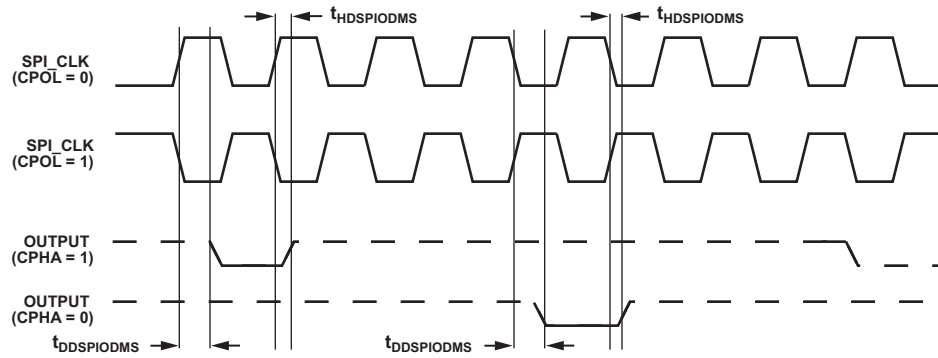 tHDSPIODMS
tHDSPIODMS
SPI_CLK
(CPOL = 0)
SPI_CLK
(CPOL = 1)
OUTPUT
(CPHA = 1)
OUTPUT
(CPHA = 0)
tDDSPIODMS
tDDSPIODMS